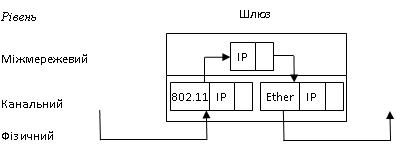 Рівень
Шлюз
Міжмережевий
IP
Канальний
802.11 IP
Ether IP
Фізичний